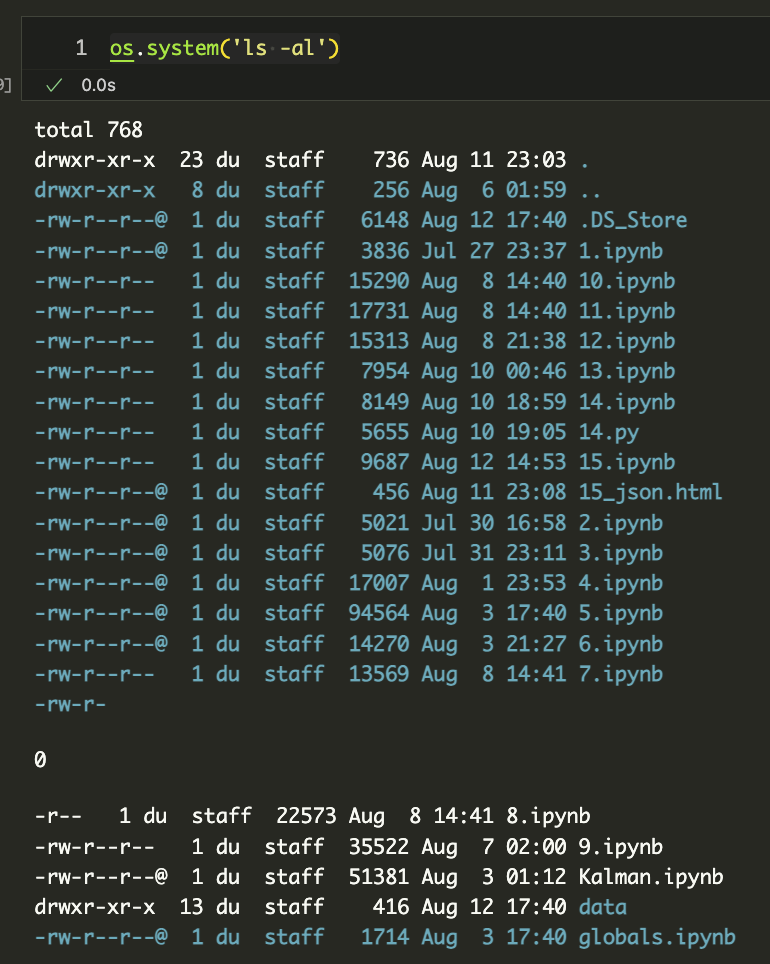 1 os.system('ls -al')
9] ✓ 0.0s
total 768
drwxr-xr-x  23 du  staff    736 Aug 11 23:03 .
drwxr-xr-x   8 du  staff    256 Aug  6 01:59 ..
-rw-r--r--@  1 du  staff   6148 Aug 12 17:40 .DS_Store
-rw-r--r--@  1 du  staff   3836 Jul 27 23:37 1.ipynb
-rw-r--r--   1 du  staff  15290 Aug  8 14:40 10.ipynb
-rw-r--r--   1 du  staff  17731 Aug  8 14:40 11.ipynb
-rw-r--r--   1 du  staff  15313 Aug  8 21:38 12.ipynb
-rw-r--r--   1 du  staff   7954 Aug 10 00:46 13.ipynb
-rw-r--r--   1 du  staff   8149 Aug 10 18:59 14.ipynb
-rw-r--r--   1 du  staff   5655 Aug 10 19:05 14.py
-rw-r--r--   1 du  staff   9687 Aug 12 14:53 15.ipynb
-rw-r--r--@  1 du  staff    456 Aug 11 23:08 15_json.html
-rw-r--r--@  1 du  staff   5021 Jul 30 16:58 2.ipynb
-rw-r--r--@  1 du  staff   5076 Jul 31 23:11 3.ipynb
-rw-r--r--@  1 du  staff  17007 Aug  1 23:53 4.ipynb
-rw-r--r--@  1 du  staff  94564 Aug  3 17:40 5.ipynb
-rw-r--r--@  1 du  staff  14270 Aug  3 21:27 6.ipynb
-rw-r--r--   1 du  staff  13569 Aug  8 14:41 7.ipynb
-rw-r-
0
-r--   1 du  staff  22573 Aug  8 14:41 8.ipynb
-rw-r--r--   1 du  staff  35522 Aug  7 02:00 9.ipynb
-rw-r--r--@  1 du  staff  51381 Aug  3 01:12 Kalman.ipynb
drwxr-xr-x  13 du  staff    416 Aug 12 17:40 data
-rw-r--r--@  1 du  staff   1714 Aug  3 17:40 globals.ipynb